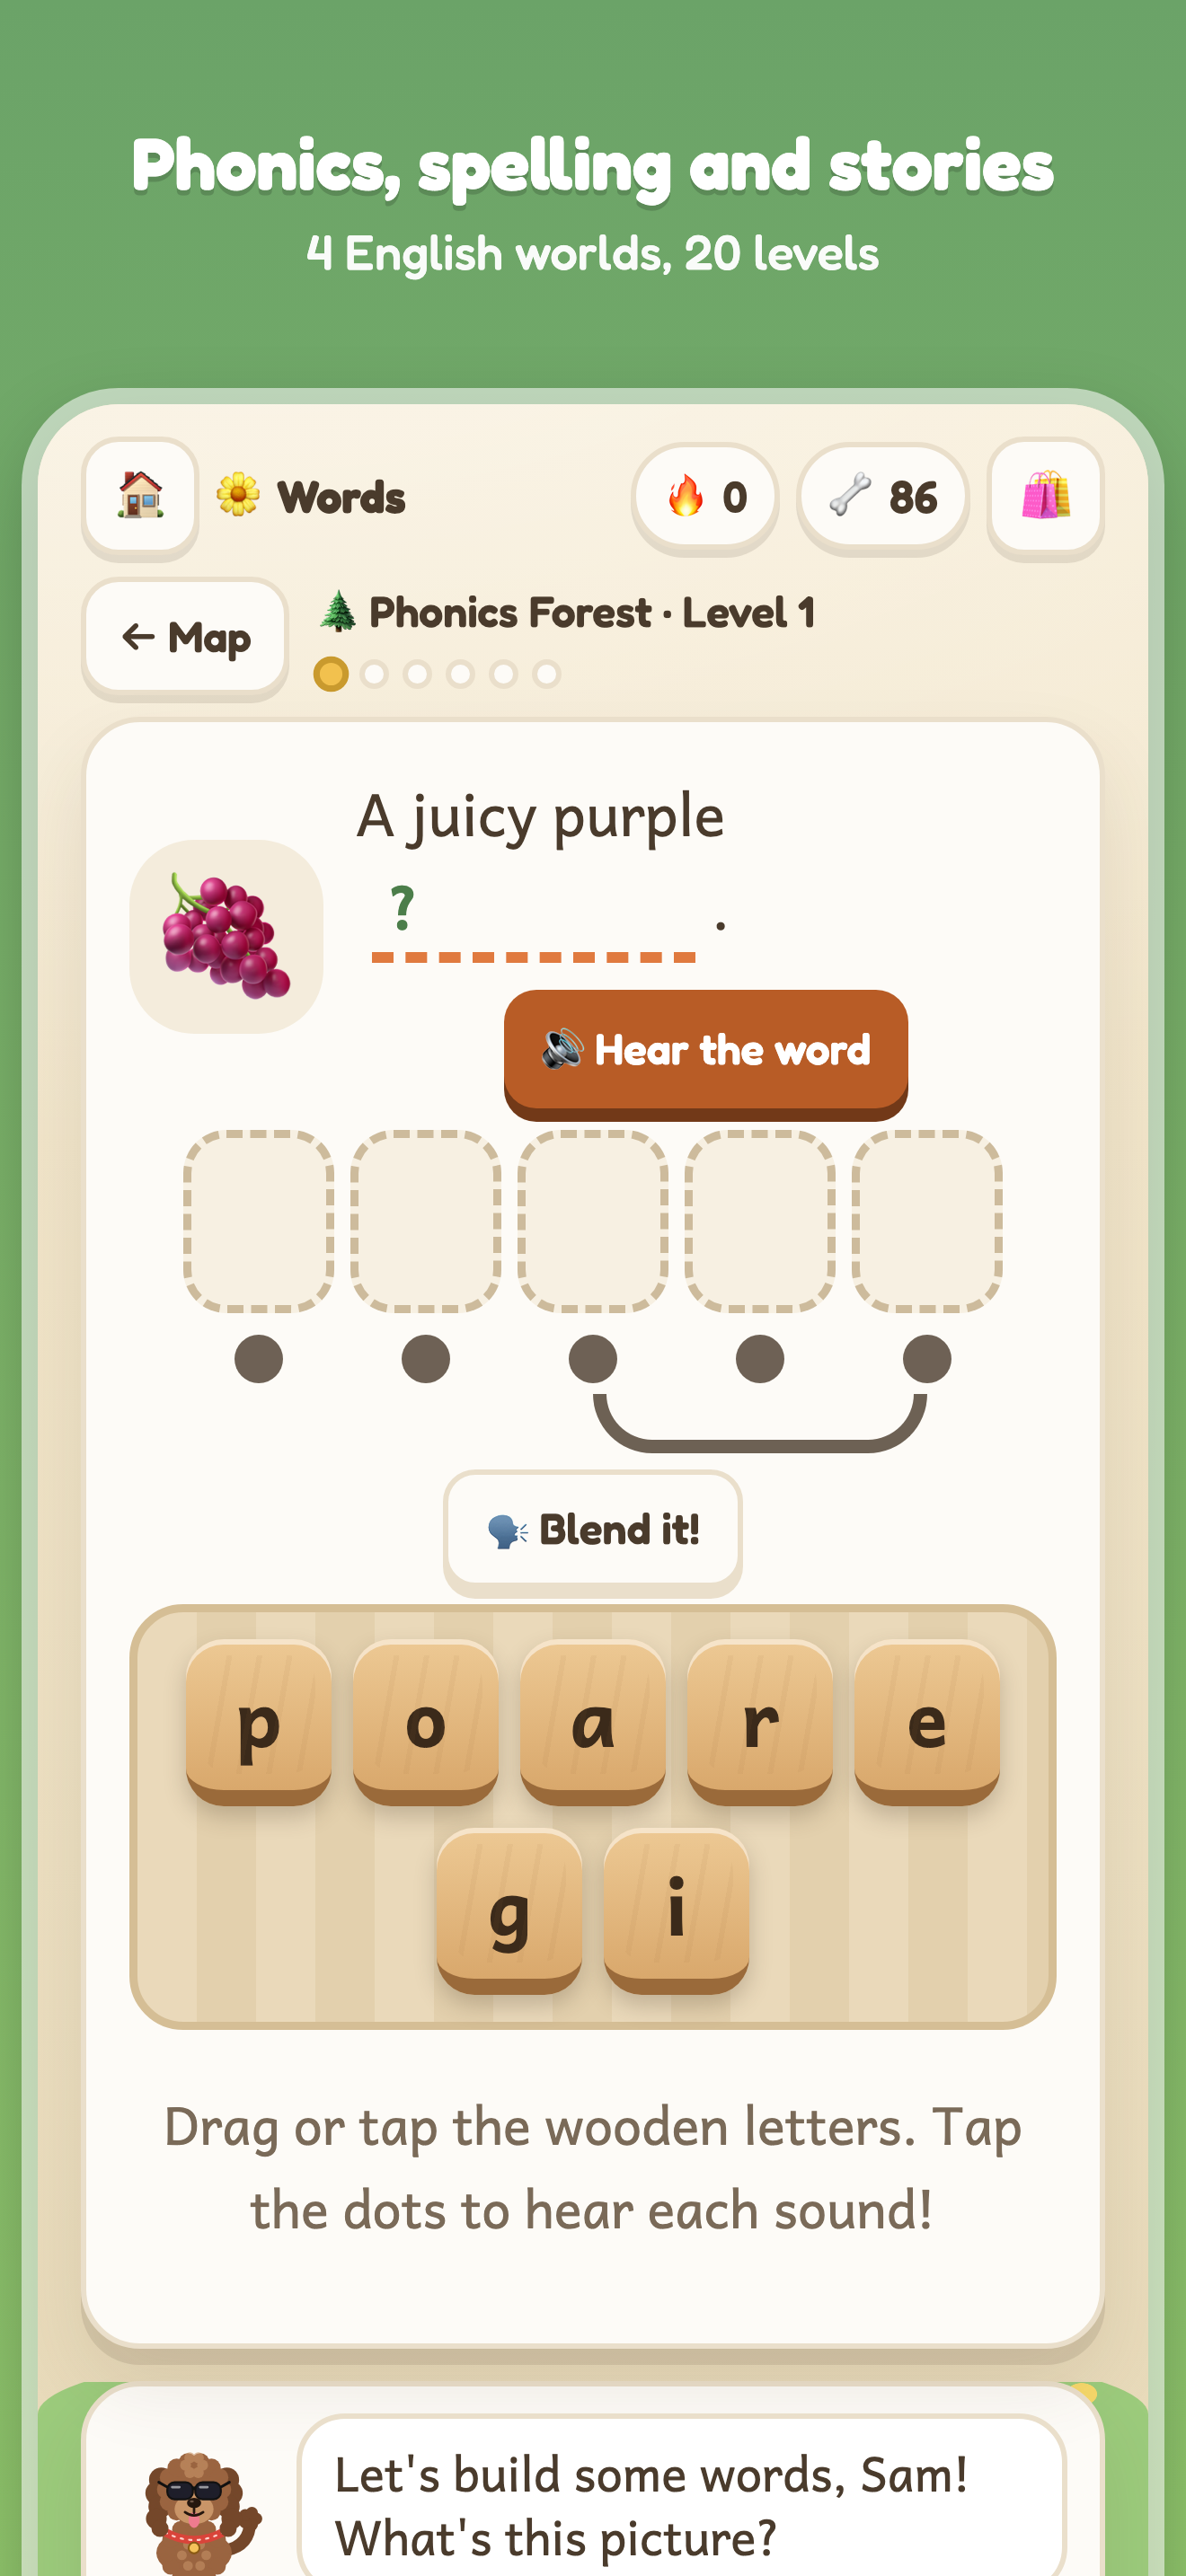 Phonics, spelling and stories
4 English worlds, 20 levels
Words
0
86
← Map
Phonics Forest · Level 1
A juicy purple
? .
Hear the word
Blend it!
p o a r e
g i
Drag or tap the wooden letters. Tap
the dots to hear each sound!
Let's build some words, Sam!
What's this picture?